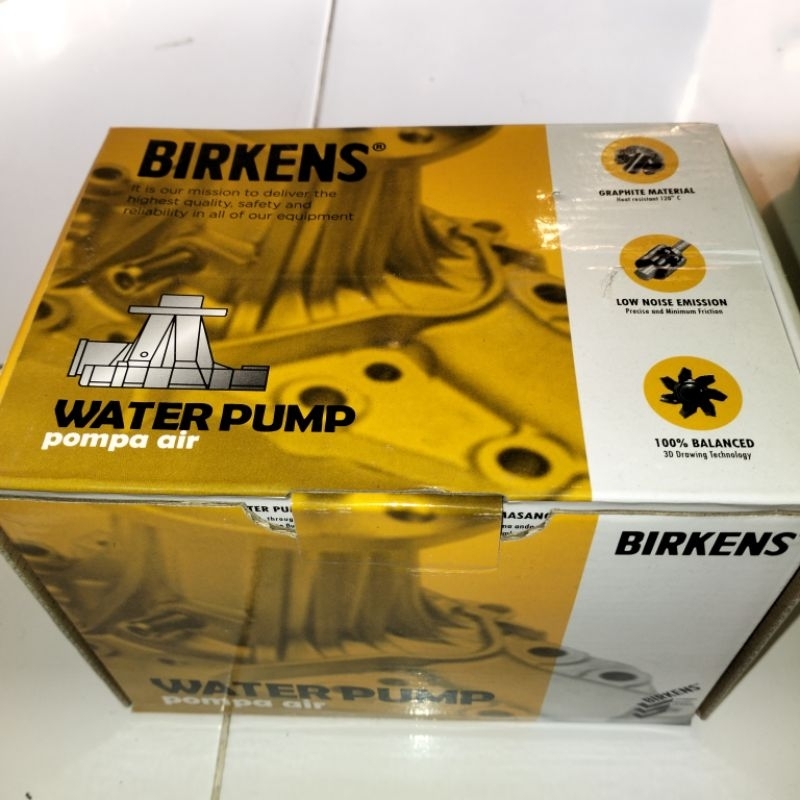 BIRKENS®
It is our mission to deliver the
highest quality, safety and
reliability in all of our equipment
WATER PUMP
pompa air
GRAPHITE MATERIAL
Heat resistant 120° C
LOW NOISE EMISSION
Precise and Minimum Friction
100% BALANCED
3D Drawing Technology
BIRKENS
WATER PUMP
pompa air
BIRKENS